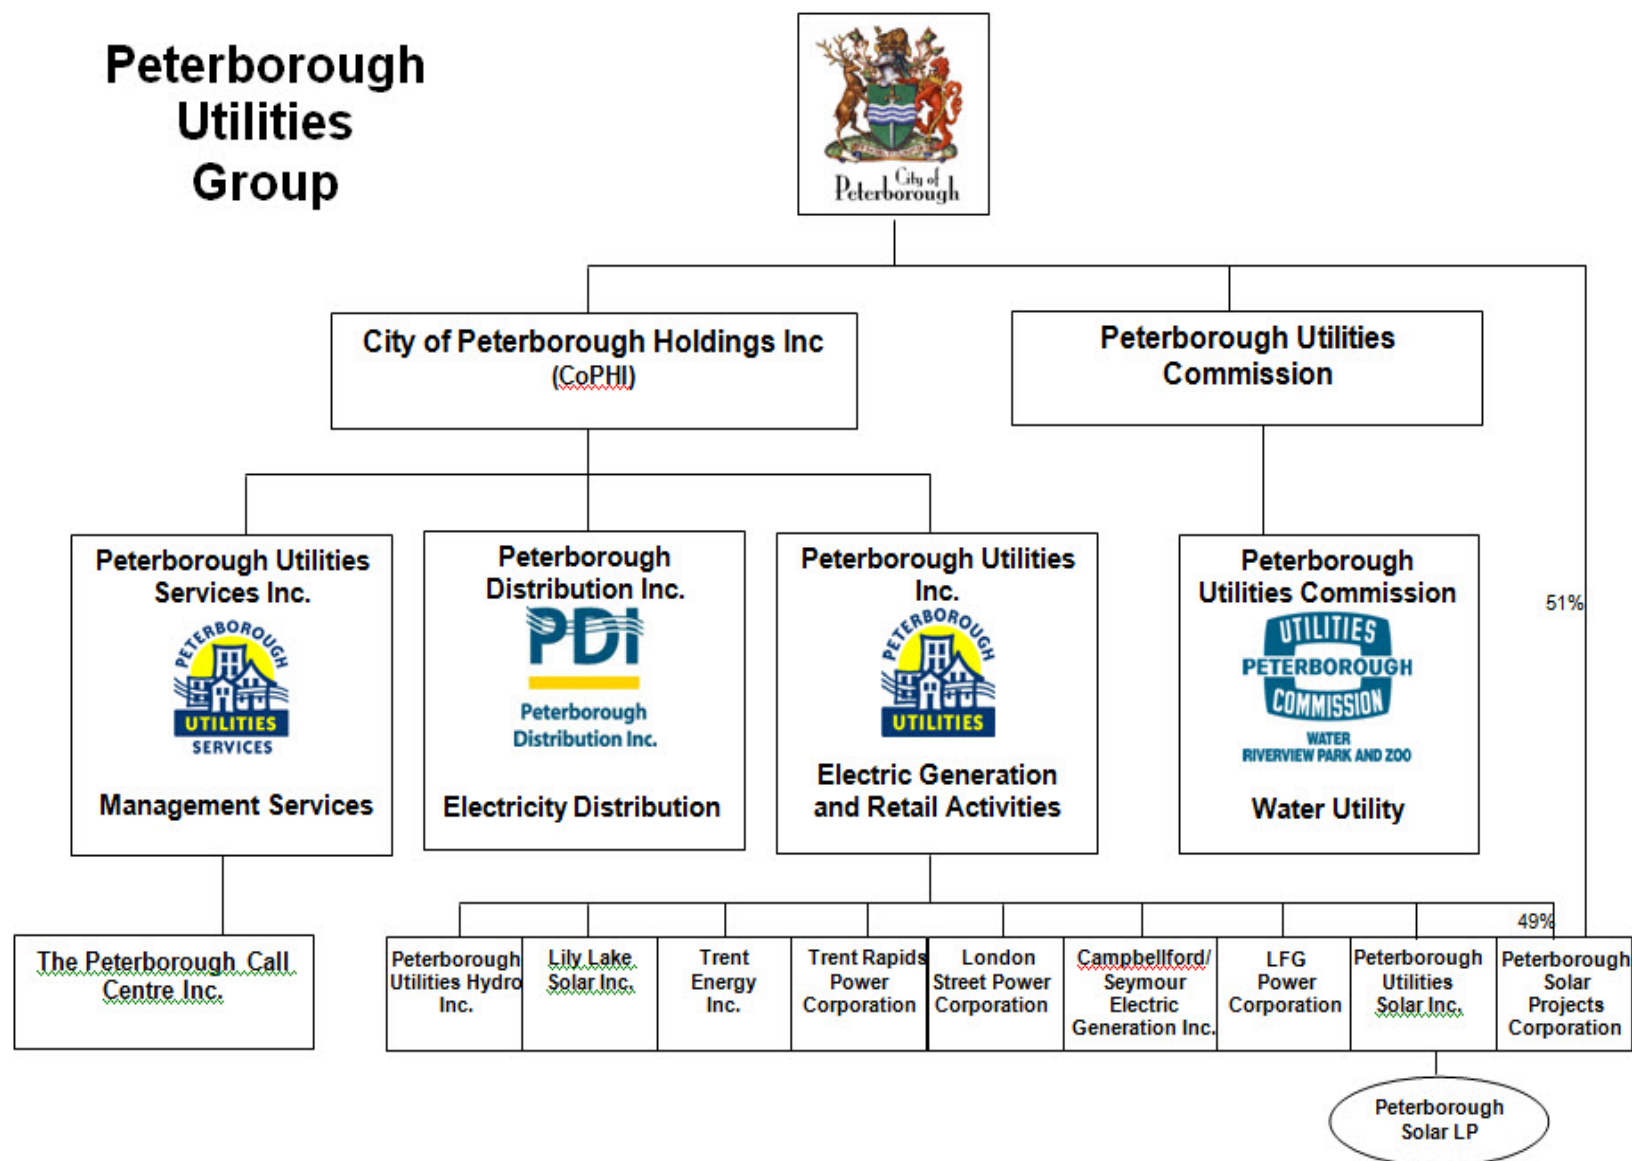 Peterborough
Utilities
Group
City of
Peterborough
City of Peterborough Holdings Inc
(CoPHI)
Peterborough Utilities
Commission
Peterborough Utilities
Services Inc.
PETERBOROUGH
UTILITIES
SERVICES
Management Services
Peterborough
Distribution Inc.
PDI
Peterborough
Distribution Inc.
Electricity Distribution
Peterborough Utilities
Inc.
PETERBOROUGH
UTILITIES
Electric Generation
and Retail Activities
Peterborough
Utilities Commission
UTILITIES
PETERBOROUGH
COMMISSION
WATER
RIVERVIEW PARK AND ZOO
Water Utility
51%
49%
The Peterborough Call
Centre Inc.
Peterborough
Utilities Hydro
Inc.
Lily Lake
Solar Inc.
Trent
Energy
Inc.
Trent Rapids
Power
Corporation
London
Street Power
Corporation
Campbellford/
Seymour
Electric
Generation Inc.
LFG
Power
Corporation
Peterborough
Utilities
Solar Inc.
Peterborough
Solar
Projects
Corporation
Peterborough
Solar LP